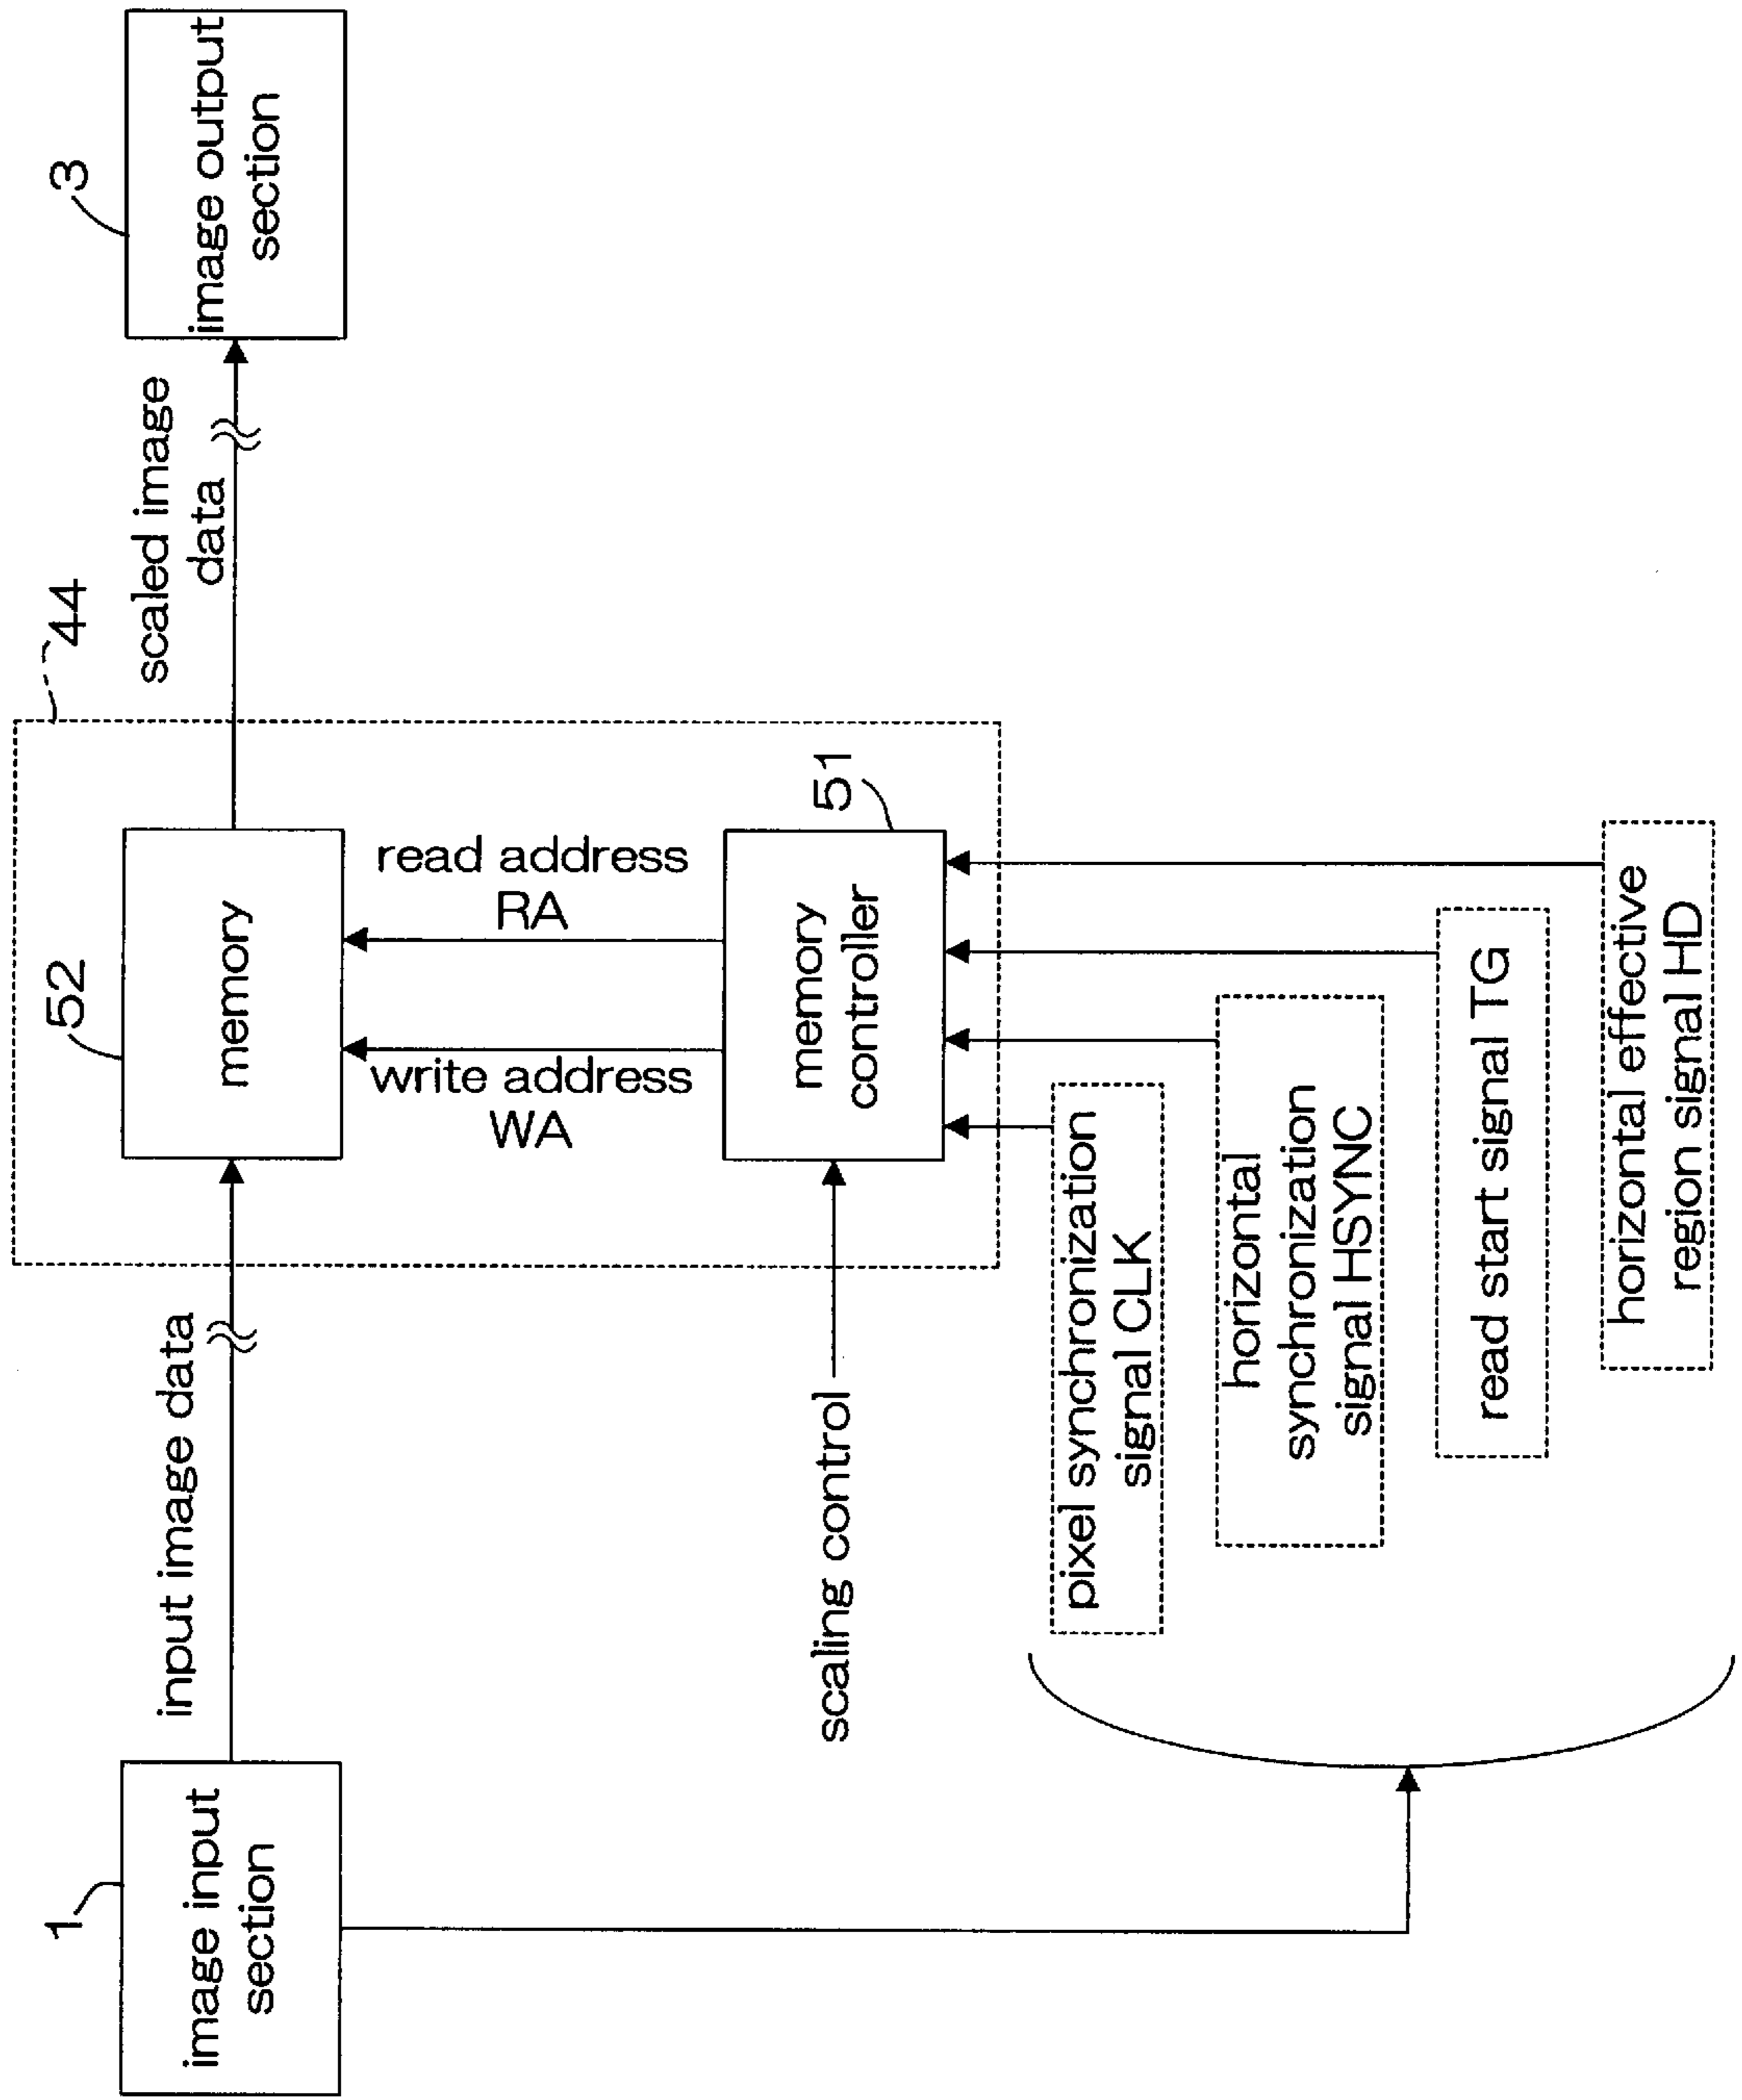 1
image input
section
input image data
44
52
memory
write address
WA
read address
RA
51
memory
controller
scaled image
data
3
image output
section
scaling control
pixel synchronization
signal CLK
horizontal
synchronization
signal HSYNC
read start signal TG
horizontal effective
region signal HD